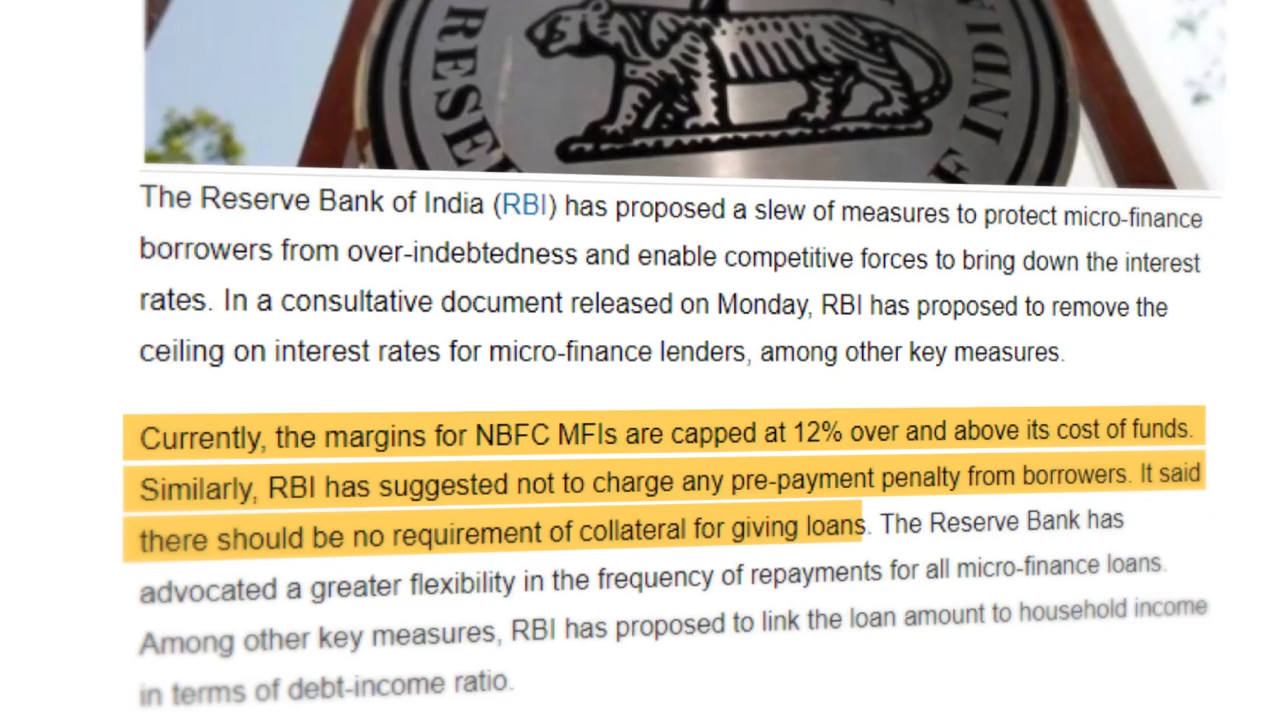 RESE
F INDIA
The Reserve Bank of India (RBI) has proposed a slew of measures to protect micro-finance
borrowers from over-indebtedness and enable competitive forces to bring down the interest
rates. In a consultative document released on Monday, RBI has proposed to remove the
ceiling on interest rates for micro-finance lenders, among other key measures.
Currently, the margins for NBFC MFIs are capped at 12% over and above its cost of funds.
Similarly, RBI has suggested not to charge any pre-payment penalty from borrowers. It said
there should be no requirement of collateral for giving loans. The Reserve Bank has
advocated a greater flexibility in the frequency of repayments for all micro-finance loans.
Among other key measures, RBI has proposed to link the loan amount to household income
in terms of debt-income ratio.